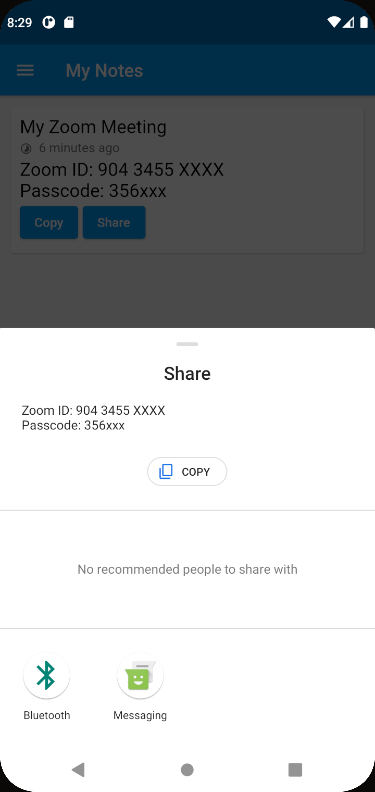 8:29
My Notes
My Zoom Meeting
6 minutes ago
Zoom ID: 904 3455 XXXX
Passcode: 356xxx
Copy Share
Share
Zoom ID: 904 3455 XXXX
Passcode: 356xxx
COPY
No recommended people to share with
Bluetooth Messaging